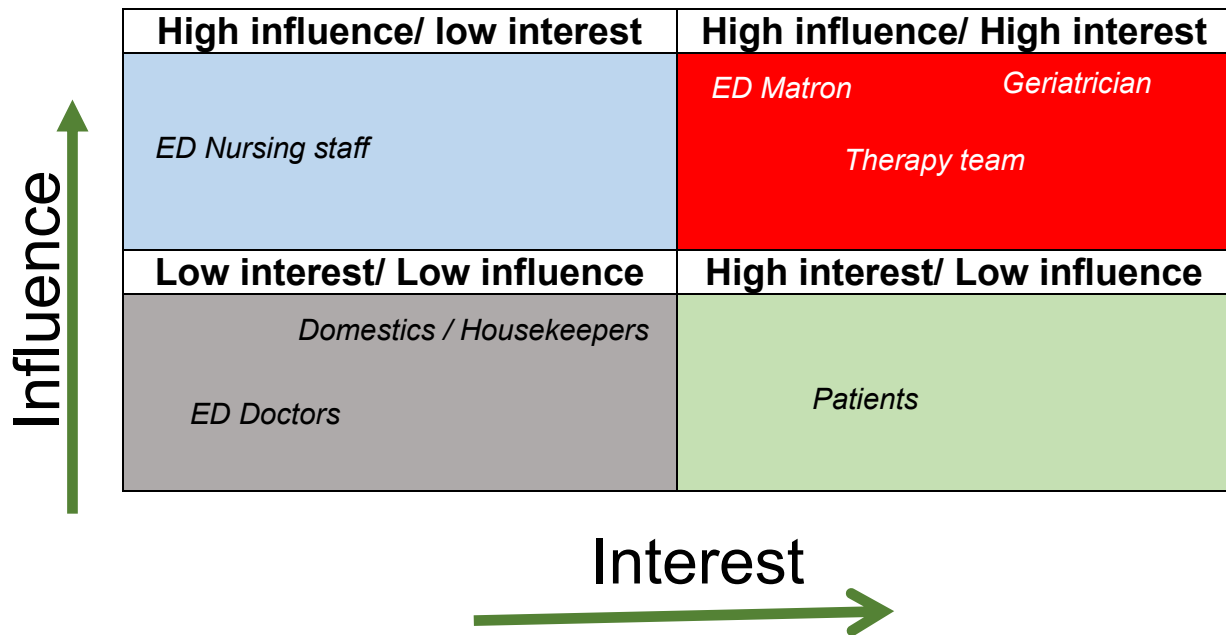 High influence/ low interest
High influence/ High interest
ED Matron
Geriatrician
ED Nursing staff
Therapy team
Influence
Low interest/ Low influence
High interest/ Low influence
Domestics / Housekeepers
ED Doctors
Patients
Interest